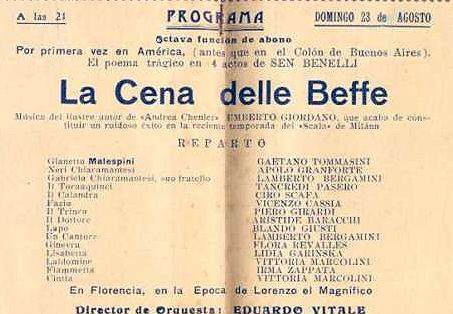 A las 21 PROGRAMA DOMINGO 23 de AGOSTO
Octava función de abono
Por primera vez en América, (antes que en el Colón de Buenos Aires).
El poema trágico en 4 actos de SEN BENELLI
La Cena delle Beffe
Música del ilustre autor de «Andrea Chenier» UMBERTO GIORDANO, que acaba de cons-
tituir un ruidoso éxito en la reciente temporada del «Scala» de Milánn
REPARTO
Gianetto Malespini GAETANO TOMMASINI
Neri Chiaramantesi APOLO GRANFORTE
Gabriela Chiaramantesi, suo fratello LAMBERTO BERGAMINI
Il Tornaquinci TANCREDI PASERO
Il Calandra CIRO SCAFA
Fazio VICENZO CASSIA
Il Trinca PIERO GIRARDI
Il Dottore ARISTIDE BARACCHI
Lapo BLANDO GIUSTI
Un Cantore LAMBERTO BERGAMINI
Ginevra FLORA REVALLES
Lisabetta LIDIA GARINSKA
Laldomine VITTORIA MARCOLINI
Fiammetta IRMA ZAPPATA
Cintia VITTORIA MARCOLINI
En Florencia, en la Epoca de Lorenzo el Magnífico
Director de Orquesta: EDUARDO VITALE